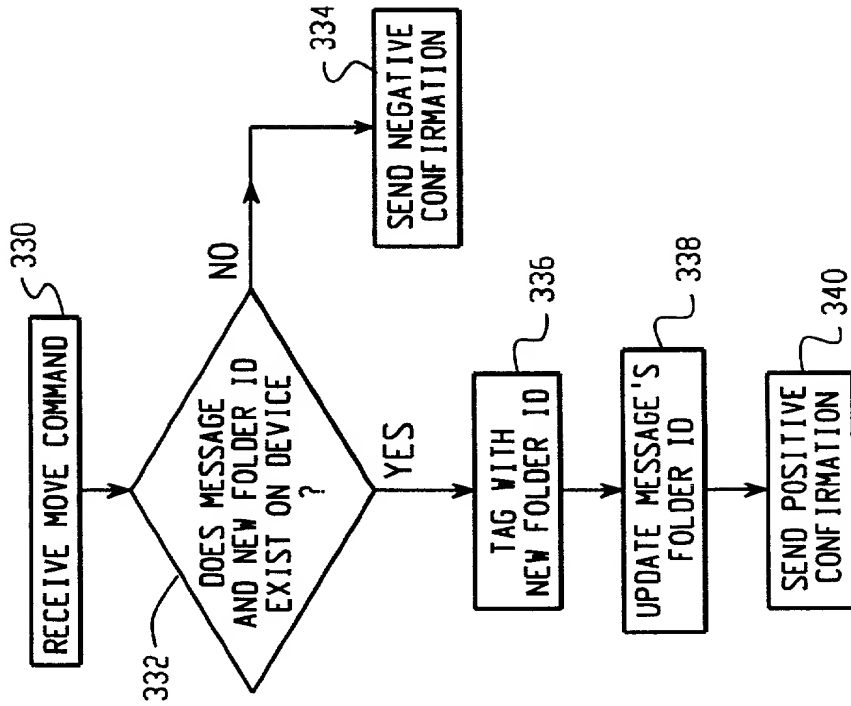 330
RECEIVE MOVE COMMAND
332
DOES MESSAGE
AND NEW FOLDER ID
EXIST ON DEVICE
?
NO
334
SEND NEGATIVE
CONFIRMATION
YES
336
TAG WITH
NEW FOLDER ID
338
UPDATE MESSAGE'S
FOLDER ID
340
SEND POSITIVE
CONFIRMATION